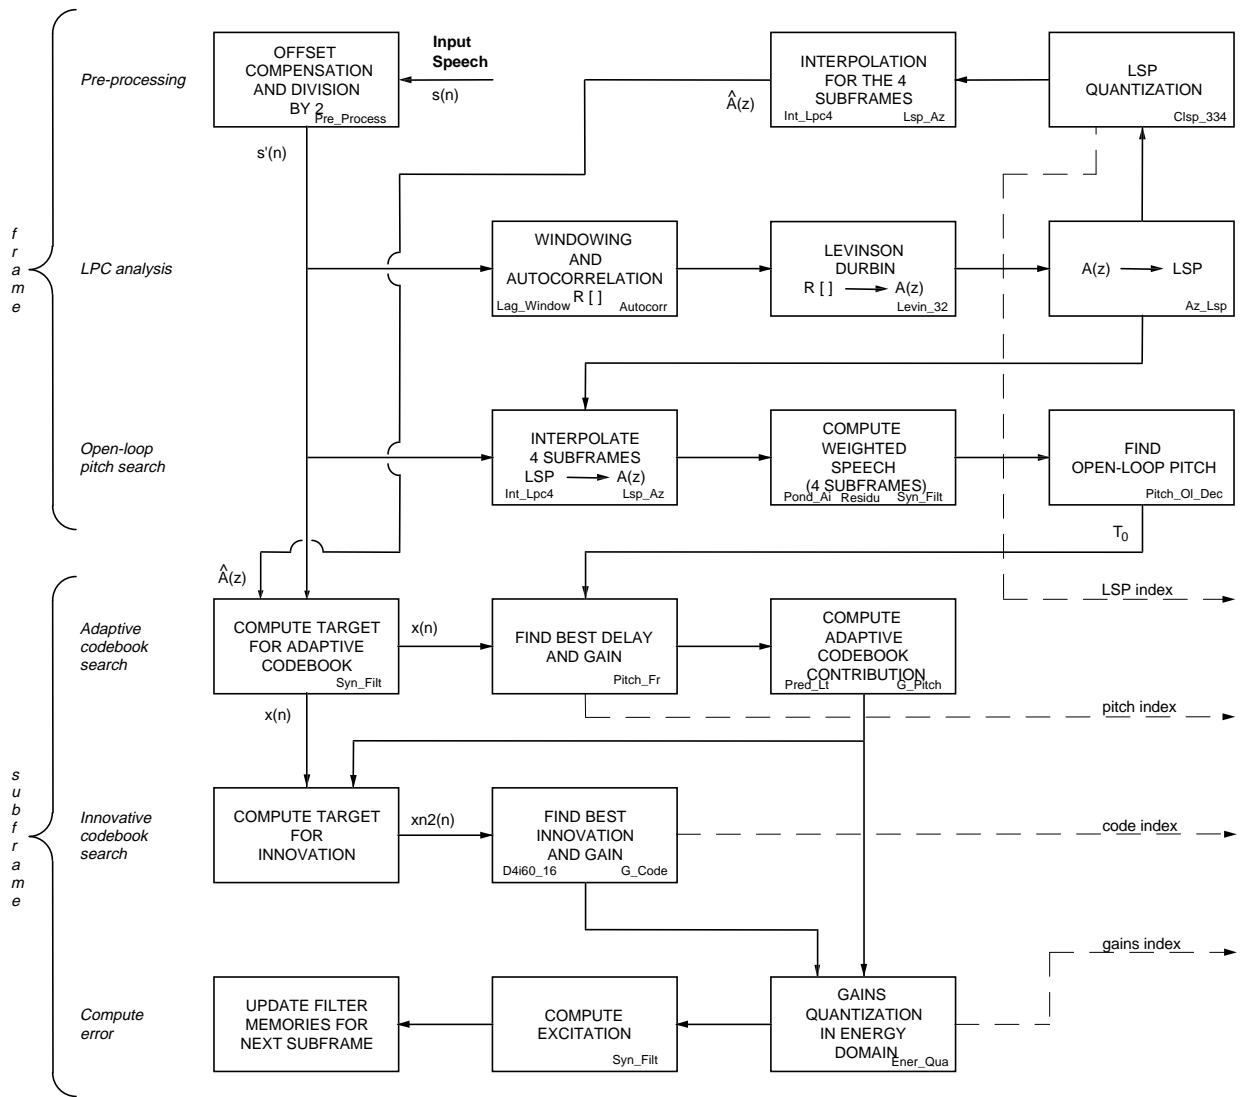 Pre-processing
OFFSET
COMPENSATION
AND DIVISION
BY 2
Pre_Process
Input
Speech
s(n)
s'(n)
Â(z)
INTERPOLATION
FOR THE 4
SUBFRAMES
Int_Lpc4 Lsp_Az
LSP
QUANTIZATION
Clsp_334
frame
LPC analysis
WINDOWING
AND
AUTOCORRELATION
R [ ]
Lag_Window Autocorr
LEVINSON
DURBIN
R [ ] A(z)
Levin_32
A(z) LSP
Az_Lsp
Open-loop
pitch search
INTERPOLATE
4 SUBFRAMES
LSP A(z)
Int_Lpc4 Lsp_Az
COMPUTE
WEIGHTED
SPEECH
(4 SUBFRAMES)
Pond_Ai Residu Syn_Filt
FIND
OPEN-LOOP PITCH
Pitch_Ol_Dec
T0
Â(z)
LSP index
subframe
Adaptive
codebook
search
COMPUTE TARGET
FOR ADAPTIVE
CODEBOOK
Syn_Filt
x(n)
FIND BEST DELAY
AND GAIN
Pitch_Fr
COMPUTE
ADAPTIVE
CODEBOOK
CONTRIBUTION
Pred_Lt G_Pitch
x(n)
pitch index
Innovative
codebook
search
COMPUTE TARGET
FOR
INNOVATION
xn2(n)
FIND BEST
INNOVATION
AND GAIN
D4i60_16 G_Code
code index
gains index
Compute
error
UPDATE FILTER
MEMORIES FOR
NEXT SUBFRAME
COMPUTE
EXCITATION
Syn_Filt
GAINS
QUANTIZATION
IN ENERGY
DOMAIN
Ener_Qua